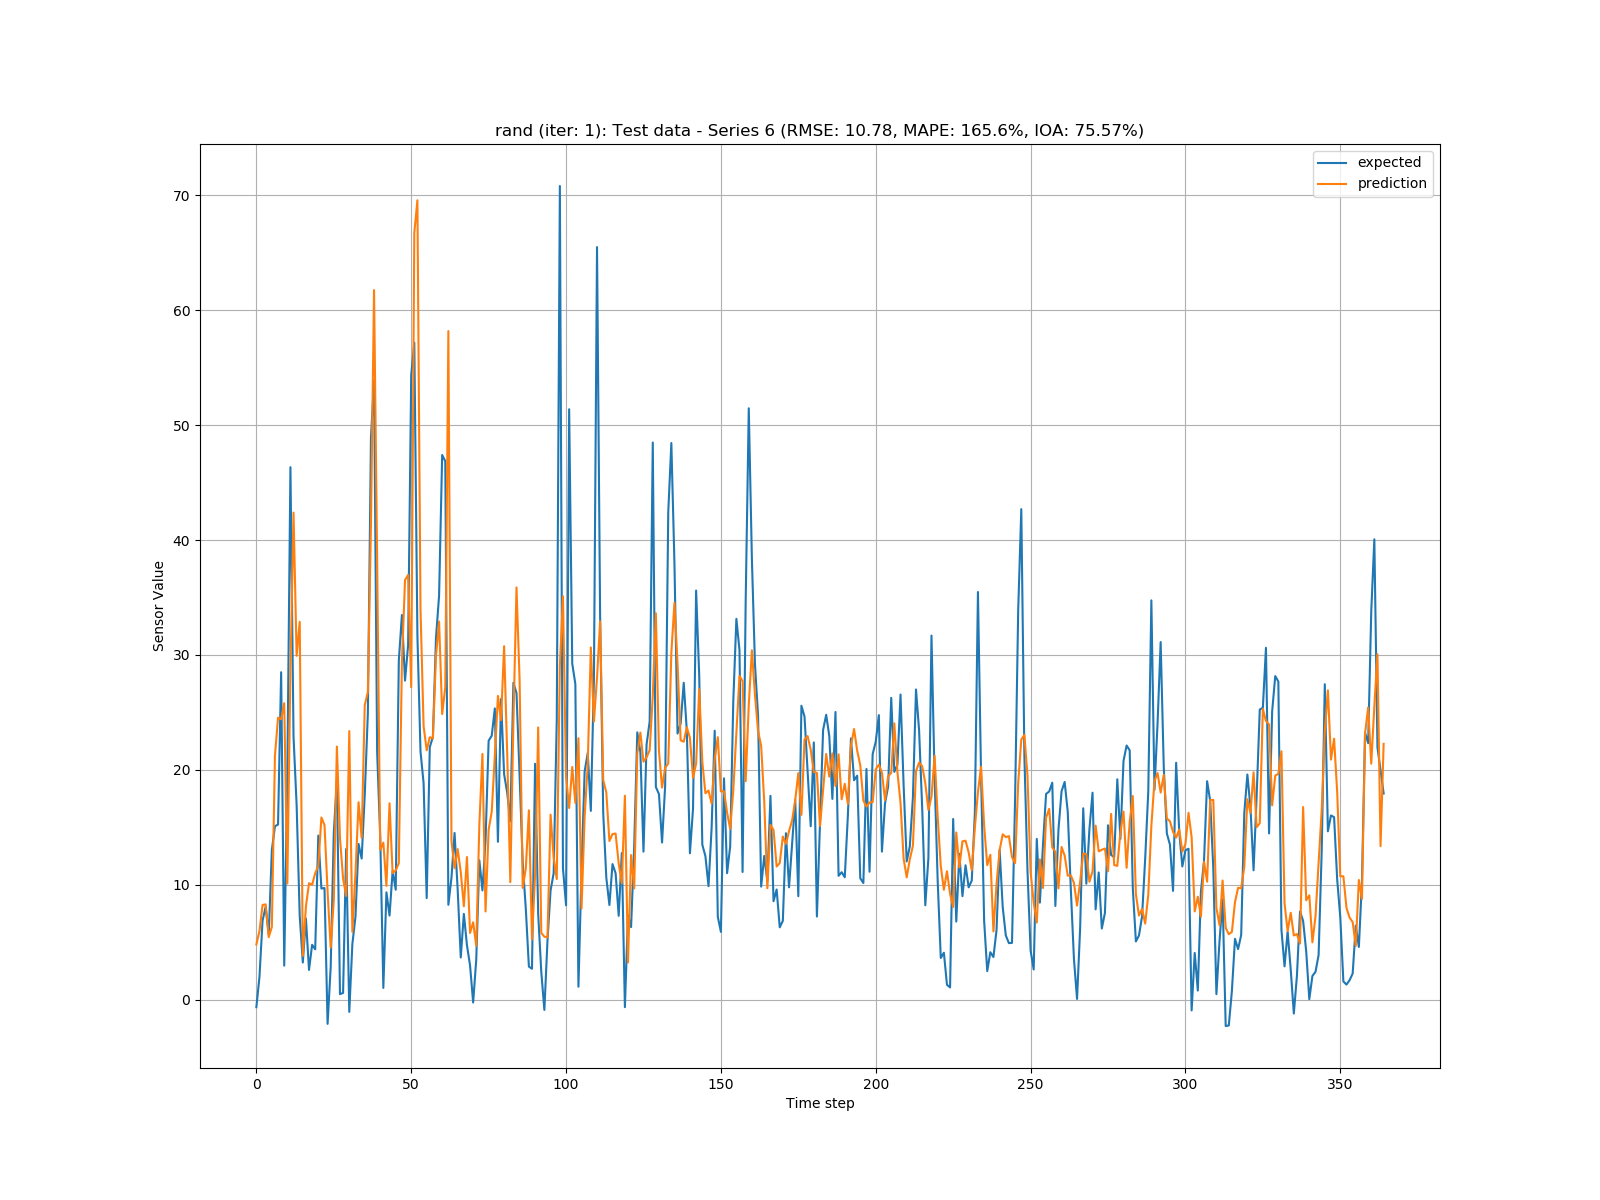 rand (iter: 1): Test data - Series 6 (RMSE: 10.78, MAPE: 165.6%, IOA: 75.57%)
expected
prediction
70
60
50
40
30
20
10
0
Sensor Value
0 50 100 150 200 250 300 350
Time step